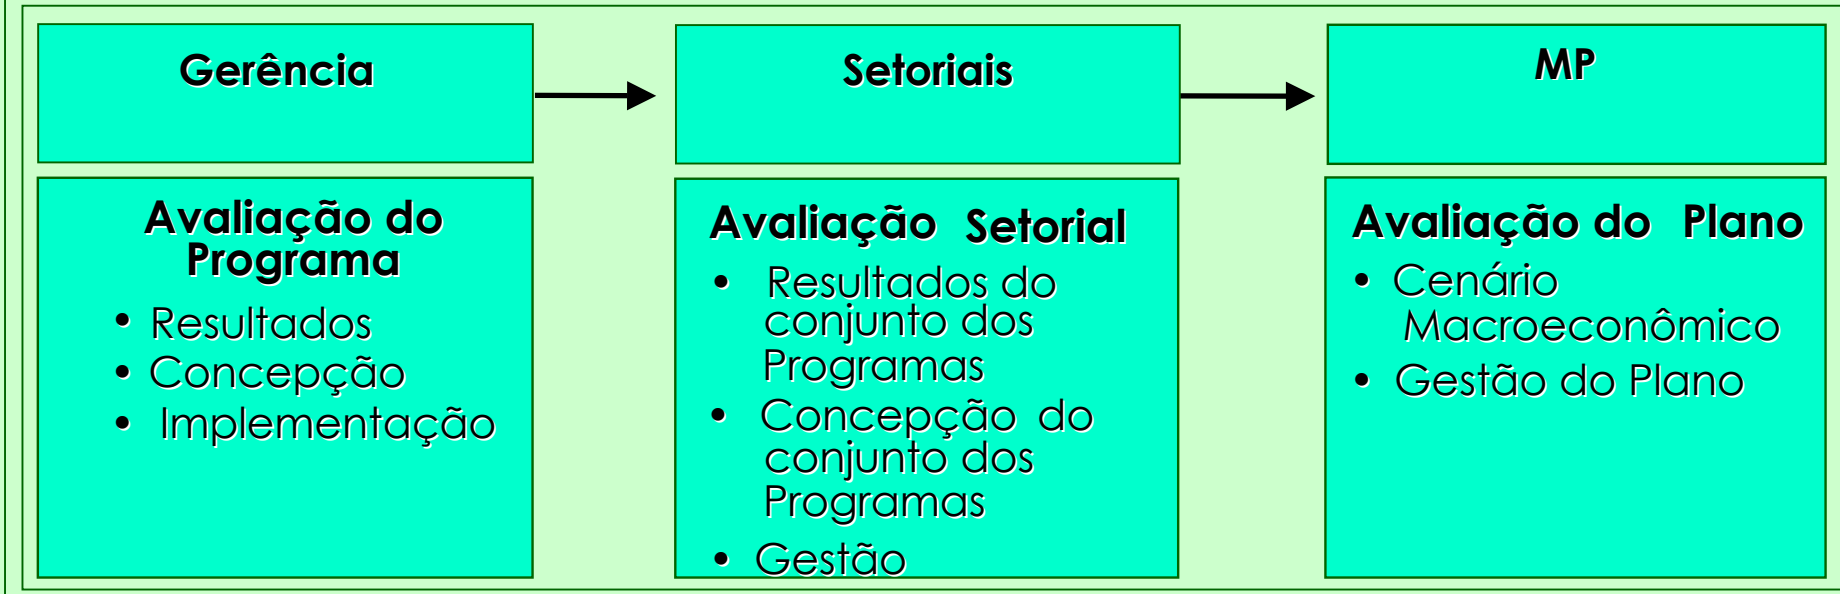 Gerência
Setoriais
MP
Avaliação do
Programa
• Resultados
• Concepção
• Implementação
Avaliação Setorial
• Resultados do
conjunto dos
Programas
• Concepção do
conjunto dos
Programas
• Gestão
Avaliação do Plano
• Cenário
Macroeconômico
• Gestão do Plano